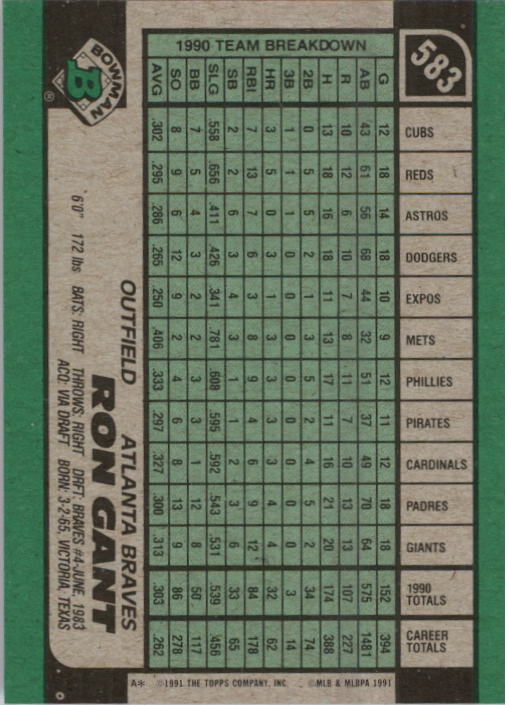 583
1990 TEAM BREAKDOWN
G AB R H 2B 3B HR RBI SB SLG BB SO AVG
CUBS 12 43 10 13 0 1 3 7 2 .558 7 8 .302
REDS 18 61 12 18 5 1 5 13 2 .656 5 9 .295
ASTROS 14 56 6 16 5 1 0 7 6 .411 4 6 .286
DODGERS 18 68 10 18 2 0 3 6 3 .426 3 12 .265
EXPOS 10 44 7 11 1 0 1 3 4 .341 2 9 .250
METS 9 32 8 13 3 0 3 8 3 .781 2 2 .406
PHILLIES 12 51 11 17 5 0 3 9 1 .608 3 4 .333
PIRATES 11 37 7 11 2 0 3 4 1 .595 3 6 .297
CARDINALS 12 49 10 16 4 0 3 6 2 .592 1 8 .327
PADRES 18 70 13 21 5 0 4 9 3 .543 12 13 .300
GIANTS 18 64 13 20 2 0 4 12 6 .531 8 9 .313
1990 TOTALS 152 575 107 174 34 3 32 84 33 .539 50 86 .303
CAREER TOTALS 394 1481 227 388 74 14 62 178 65 .456 117 278 .262
BOWMAN
B
®
OUTFIELD ATLANTA BRAVES
RON GANT
6'0" 172 lbs BATS: RIGHT THROWS: RIGHT DRFT: BRAVES #4-JUNE, 1983
ACQ: VIA DRAFT BORN: 3-2-65, VICTORIA, TEXAS
A* ©1991 THE TOPPS COMPANY, INC ©MLB & MLBPA 1991